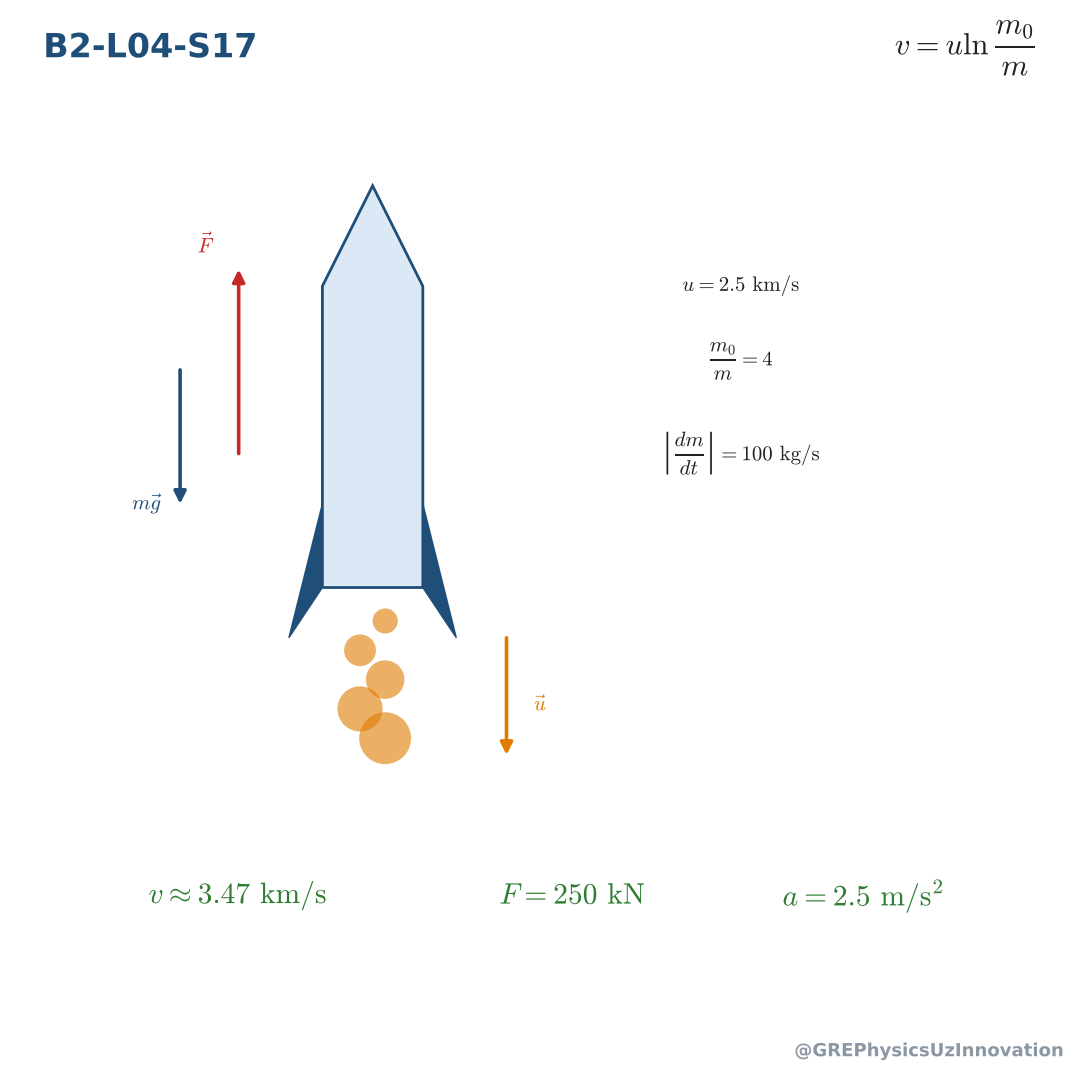 B2-L04-S17
v = u ln m₀/m
F⃗
u = 2.5 km/s
m₀/m = 4
|dm/dt| = 100 kg/s
mg⃗
u⃗
v ≈ 3.47 km/s
F = 250 kN
a = 2.5 m/s²
@GREPhysicsUzInnovation